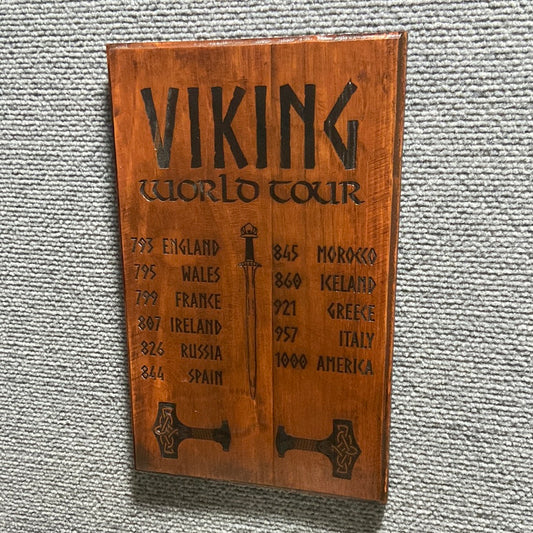 VIKING
WORLD TOUR
793 ENGLAND
795 WALES
799 FRANCE
807 IRELAND
826 RUSSIA
844 SPAIN
845 MOROCCO
860 ICELAND
921 GREECE
957 ITALY
1000 AMERICA